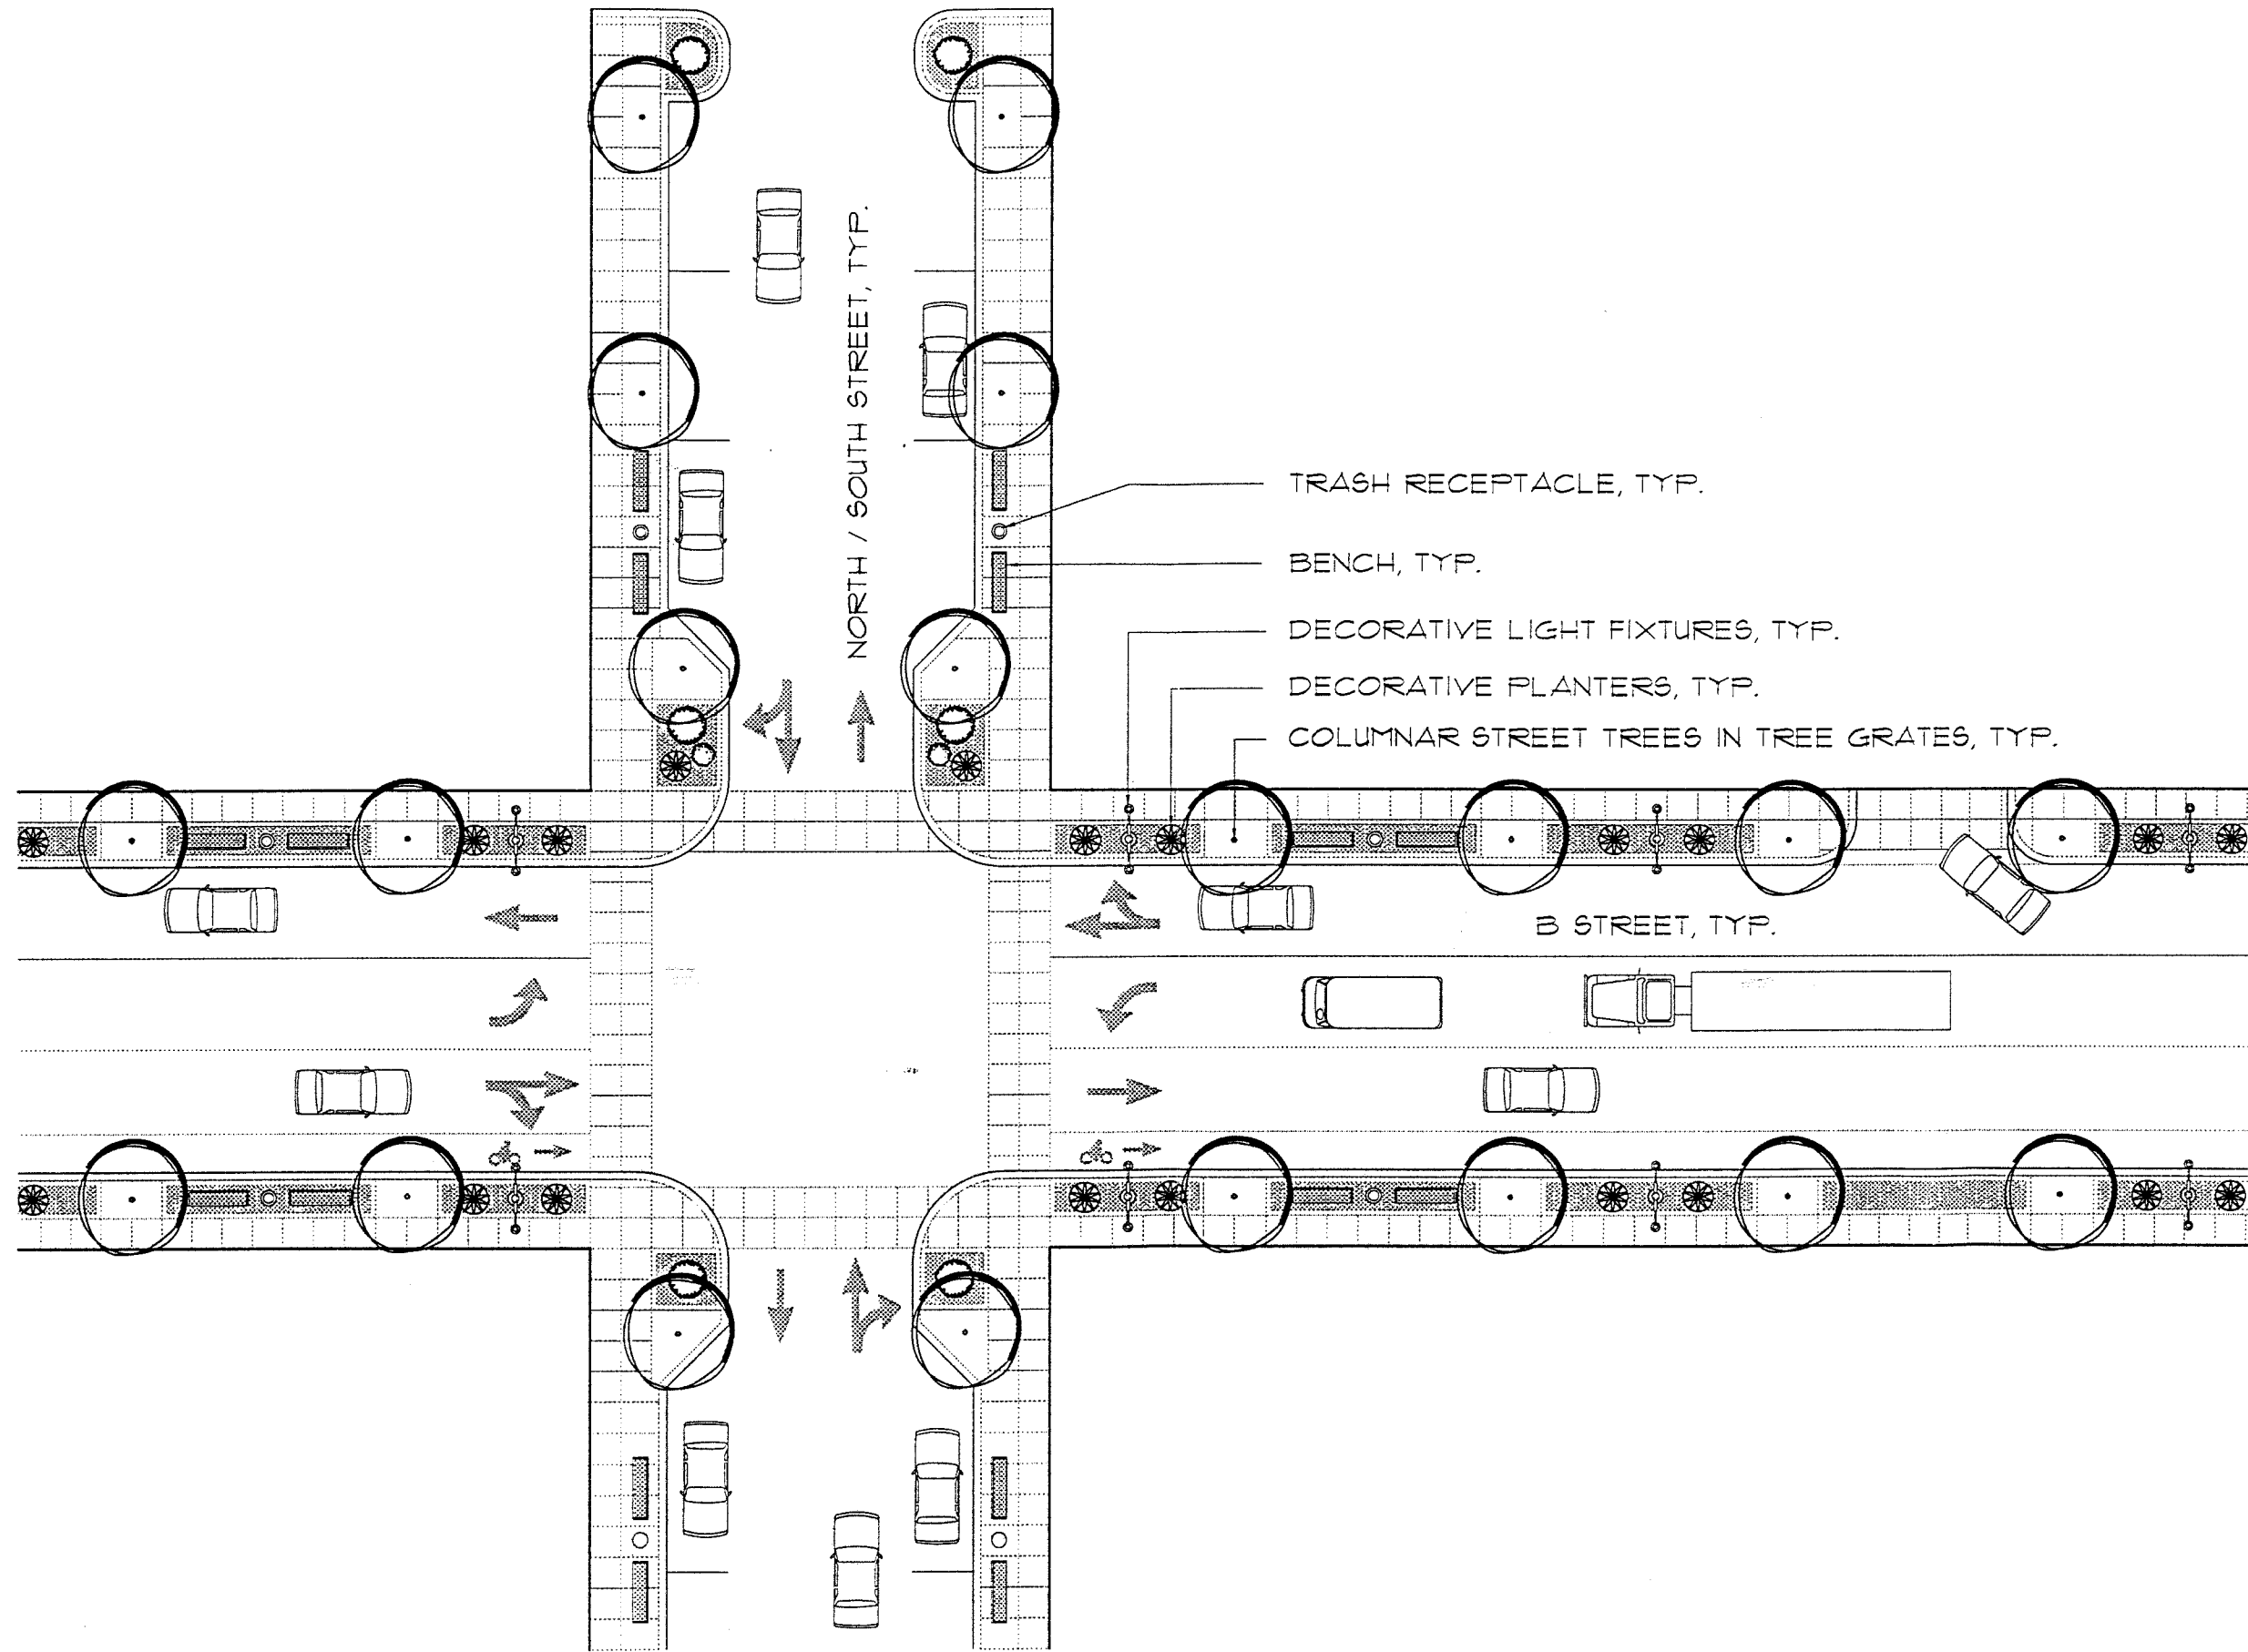 NORTH / SOUTH STREET, TYP.
TRASH RECEPTACLE, TYP.
BENCH, TYP.
DECORATIVE LIGHT FIXTURES, TYP.
DECORATIVE PLANTERS, TYP.
COLUMNAR STREET TREES IN TREE GRATES, TYP.
B STREET, TYP.